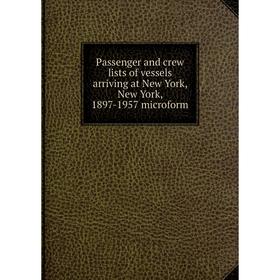 Passenger and crew
lists of vessels
arriving at New York,
New York,
1897-1957 microform